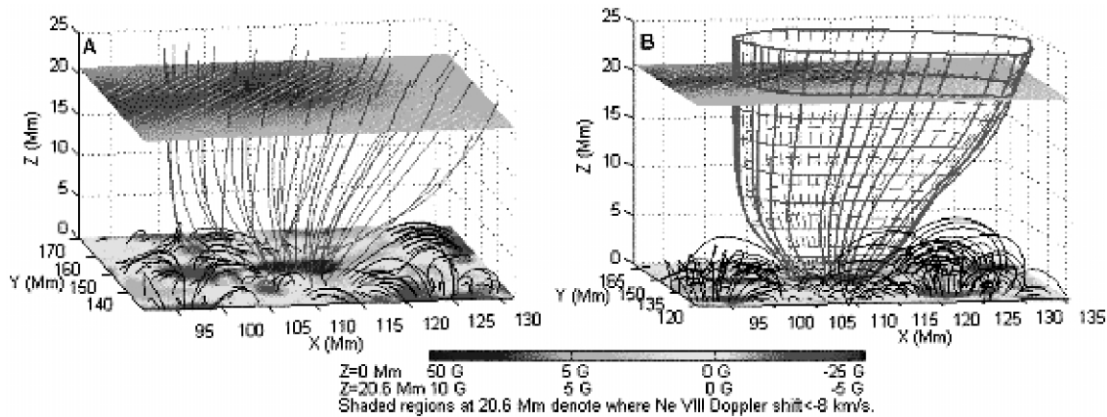 A
25
20
15
10
5
0
Z (Mm)
170
160
150
140
Y (Mm)
95 100 105 110 115 120 125 130
X (Mm)
B
25
20
15
10
5
0
Z (Mm)
165
150
135
Y (Mm)
120 95 100 105 110 115 120 125 130 135
X (Mm)
Z=0 Mm 50 G 5 G 0 G -25 G
Z=20.6 Mm 10 G 5 G 0 G -5 G
Shaded regions at 20.6 Mm denote where Ne VIII Doppler shift<-8 km/s.